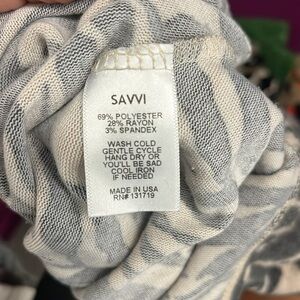 SAVVI
69% POLYESTER
28% RAYON
3% SPANDEX
WASH COLD
GENTLE CYCLE
HANG DRY OR
YOU'LL BE SAD
COOL IRON
IF NEEDED
MADE IN USA
RN# 131719